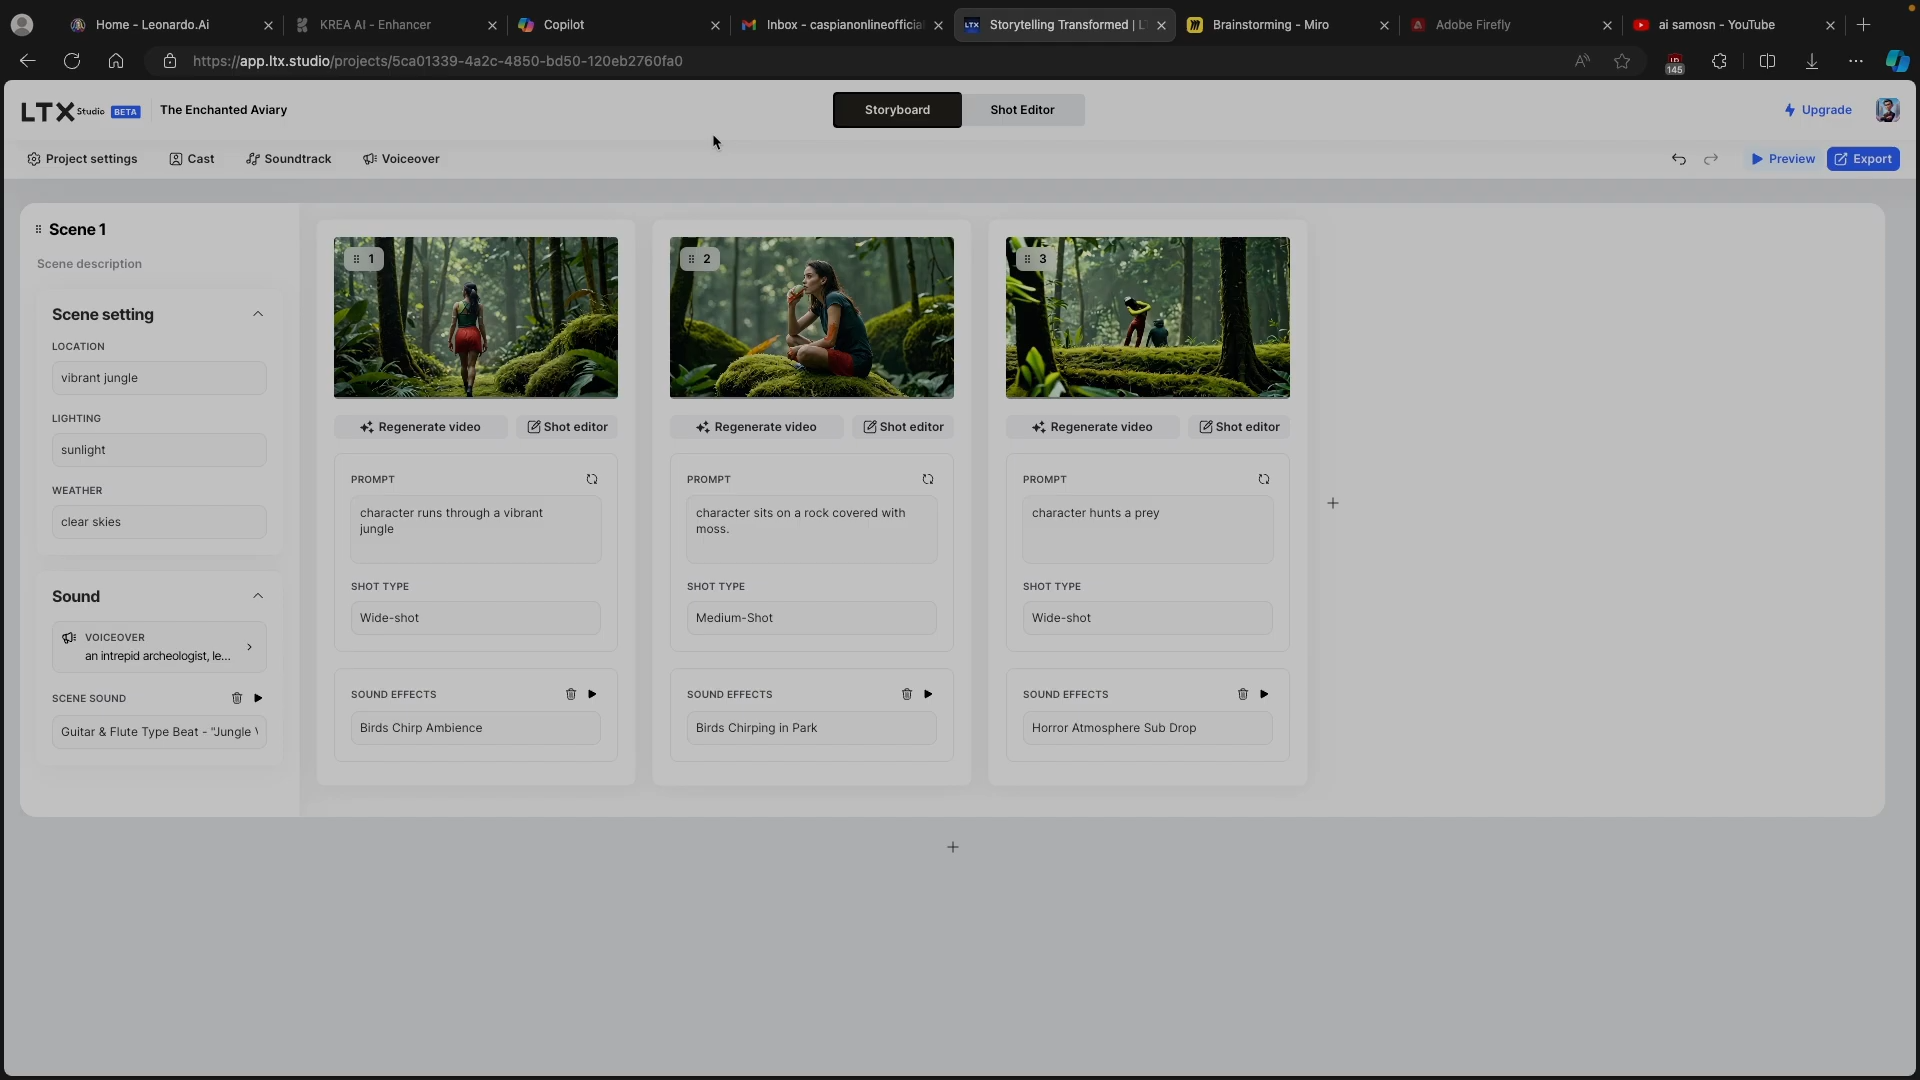 Home - Leonardo.Ai
KREA AI - Enhancer
Copilot
Inbox - caspianonlineofficial
Storytelling Transformed | L
Brainstorming - Miro
Adobe Firefly
ai samosn - YouTube
https://app.ltx.studio/projects/5ca01339-4a2c-4850-bd50-120eb2760fa0
145
LTX Studio BETA
The Enchanted Aviary
Storyboard
Shot Editor
Upgrade
Project settings
Cast
Soundtrack
Voiceover
Preview
Export
Scene 1
Scene description
Scene setting
LOCATION
vibrant jungle
LIGHTING
sunlight
WEATHER
clear skies
Sound
VOICEOVER
an intrepid archeologist, le...
SCENE SOUND
Guitar & Flute Type Beat - "Jungle
1
Regenerate video
Shot editor
PROMPT
character runs through a vibrant
jungle
SHOT TYPE
Wide-shot
SOUND EFFECTS
Birds Chirp Ambience
2
Regenerate video
Shot editor
PROMPT
character sits on a rock covered with
moss.
SHOT TYPE
Medium-Shot
SOUND EFFECTS
Birds Chirping in Park
3
Regenerate video
Shot editor
PROMPT
character hunts a prey
SHOT TYPE
Wide-shot
SOUND EFFECTS
Horror Atmosphere Sub Drop